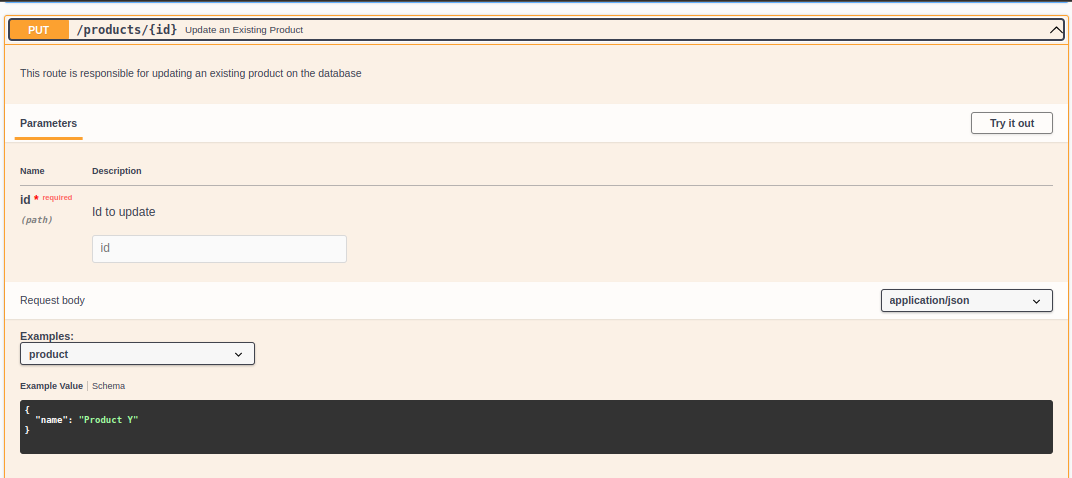 PUT /products/{id} Update an Existing Product
This route is responsible for updating an existing product on the database
Parameters Try it out
Name Description
id * required
(path)
Id to update
id
Request body application/json
Examples:
product
Example Value Schema
{
"name": "Product Y"
}